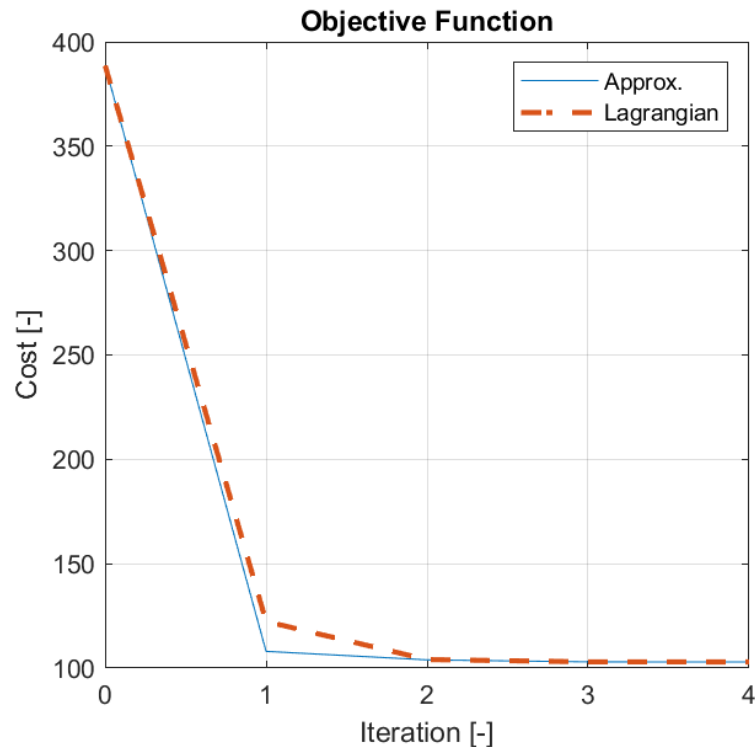 Objective Function
400
350
300
250
200
150
100
Cost [-]
Approx.
Lagrangian
0 1 2 3 4
Iteration [-]